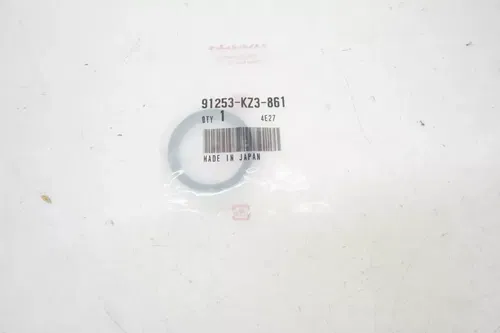 91253-KZ3-861
QTY 1 4E27
MADE IN JAPAN